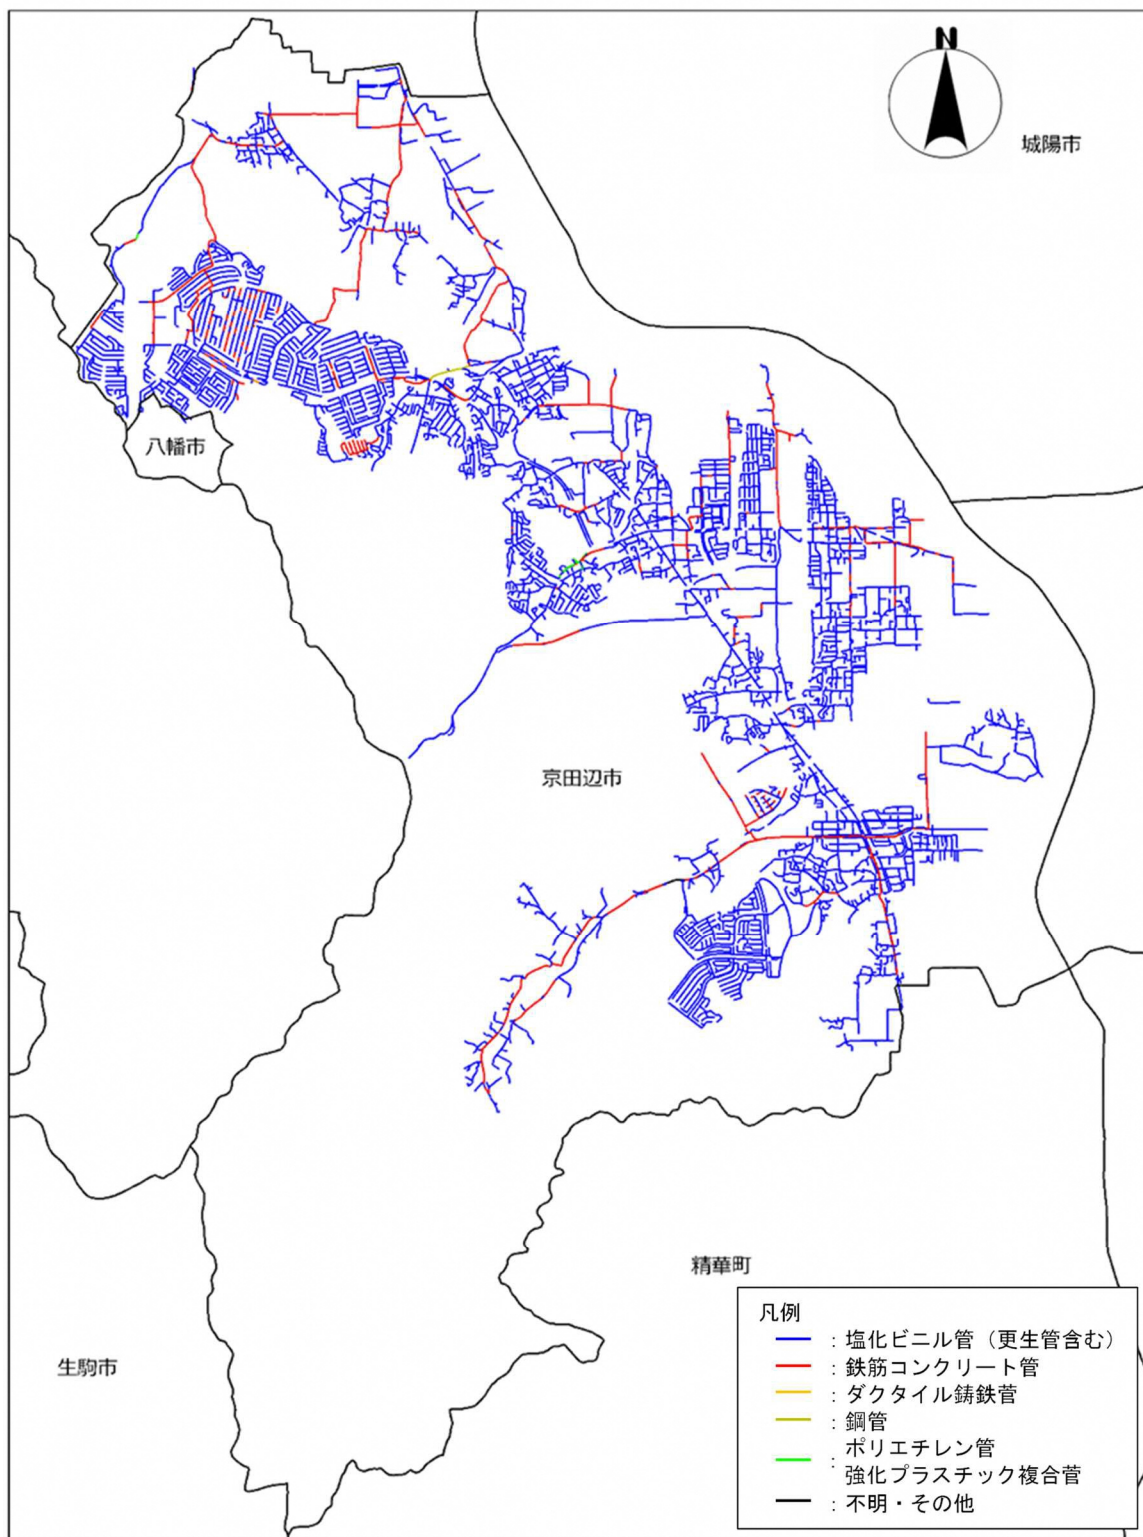 N
城陽市
八幡市
京田辺市
精華町
生駒市
凡例
：塩化ビニル管（更生管含む）
：鉄筋コンクリート管
：ダクタイル鋳鉄菅
：鋼管
：ポリエチレン管
強化プラスチック複合菅
：不明・その他